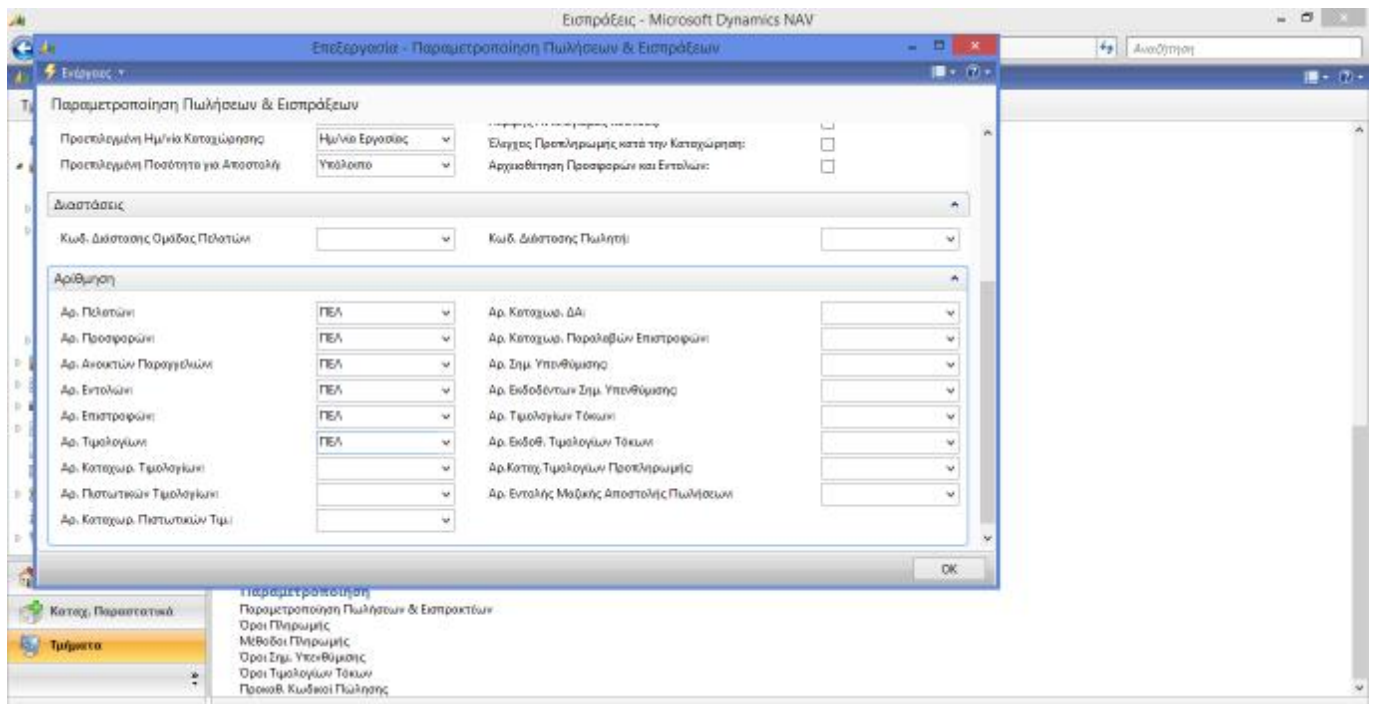 Εισπράξεις - Microsoft Dynamics NAV
Αναζήτηση
Επεξεργασία - Παραμετροποίηση Πωλήσεων & Εισπράξεων
Ενέργειες
Παραμετροποίηση Πωλήσεων & Εισπράξεων
Προεπιλεγμένη Ημ/νία Καταχώρησης: Ημ/νία Εργασίας
Έλεγχος Προπληρωμής κατά την Καταχώρηση:
Προεπιλεγμένη Ποσότητα για Αποστολή: Υπόλοιπο
Αρχειοθέτηση Προσφορών και Εντολών:
Διαστάσεις
Κωδ. Διάστασης Ομάδας Πελατών: Κωδ. Διάστασης Πωλητή:
Αρίθμηση
Αρ. Πελατών: ΠΕΛ Αρ. Καταχωρ. ΔΑ:
Αρ. Προσφορών: ΠΕΛ Αρ. Καταχωρ. Παραλαβών Επιστροφών:
Αρ. Ανοικτών Παραγγελιών: ΠΕΛ Αρ. Σημ. Υπενθύμισης:
Αρ. Εντολών: ΠΕΛ Αρ. Εκδοδέντων Σημ. Υπενθύμισης:
Αρ. Επιστροφών: ΠΕΛ Αρ. Τιμολογίων Τόκων:
Αρ. Τιμολογίων: ΠΕΛ Αρ. Εκδοθ. Τιμολογίων Τόκων:
Αρ. Καταχωρ. Τιμολογίων: Αρ.Καταχ.Τιμολογίων Προπληρωμής:
Αρ. Πιστωτικών Τιμολογίων: Αρ. Εντολής Μαζικής Αποστολής Πωλήσεων:
Αρ. Καταχωρ. Πιστωτικών Τιμ.:
OK
Παραμετροποίηση
Καταχ. Παραστατικά
Παραμετροποίηση Πωλήσεων & Εισπρακτέων
Όροι Πληρωμής
Τμήματα
Μέθοδοι Πληρωμής
Όροι Σημ. Υπενθύμισης
Όροι Τιμολογίων Τόκων
Προκαθ. Κωδικοί Πώλησης